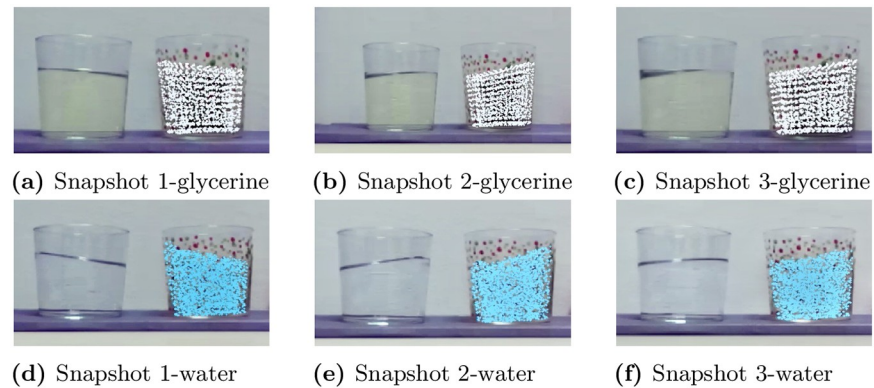 (a) Snapshot 1-glycerine
(b) Snapshot 2-glycerine
(c) Snapshot 3-glycerine
(d) Snapshot 1-water
(e) Snapshot 2-water
(f) Snapshot 3-water